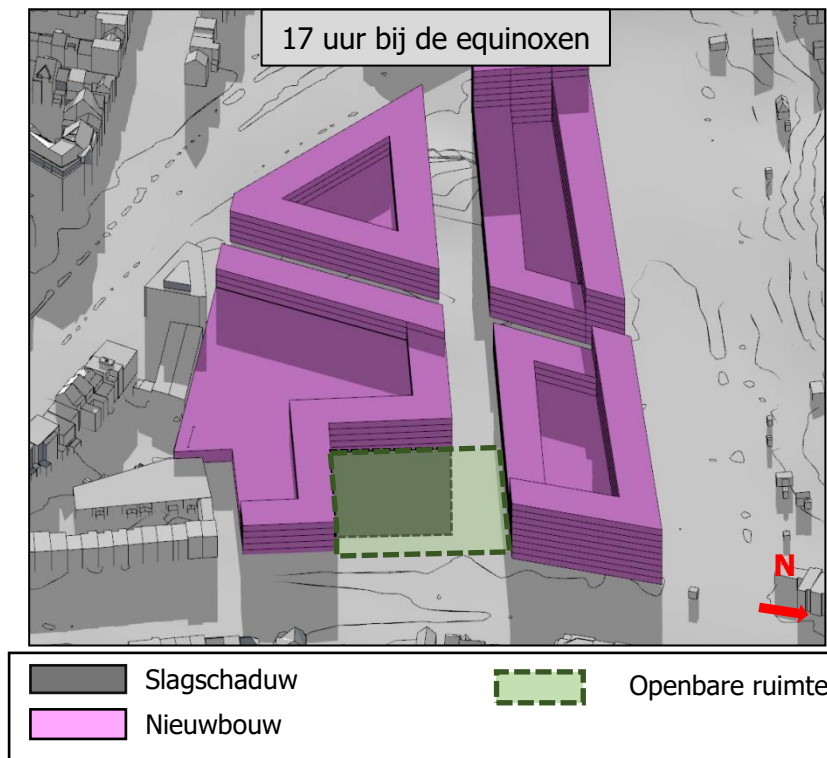 17 uur bij de equinoxen
N
Slagschaduw
Openbare ruimte
Nieuwbouw